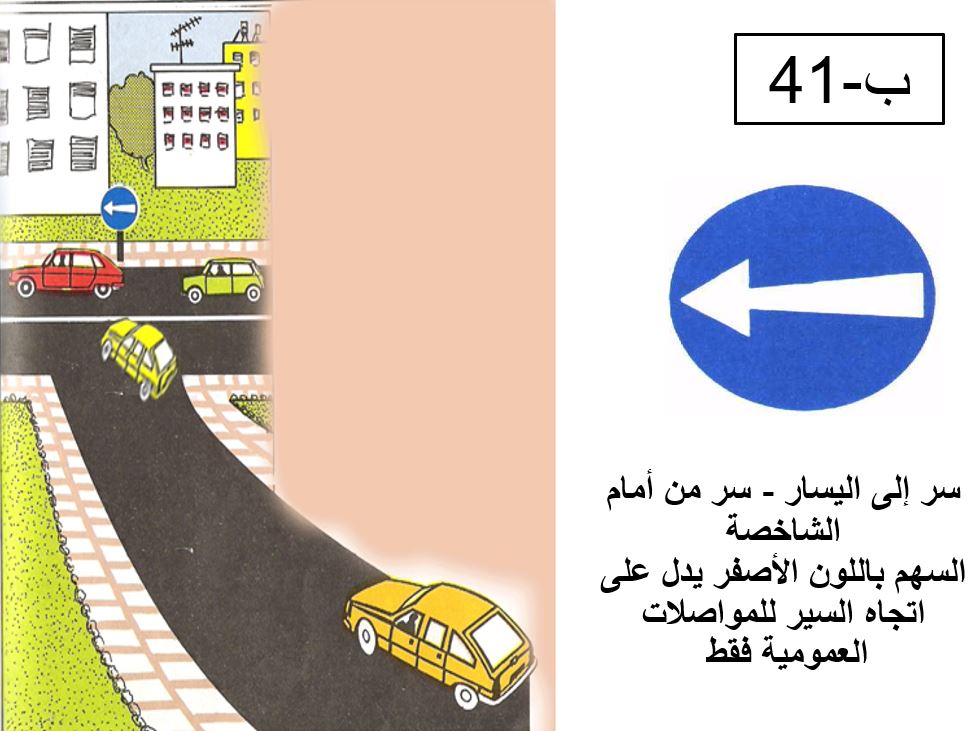 ب-41
سر إلى اليسار - سر من أمام
الشاخصة
السهم باللون الأصفر يدل على
اتجاه السير للمواصلات
العمومية فقط